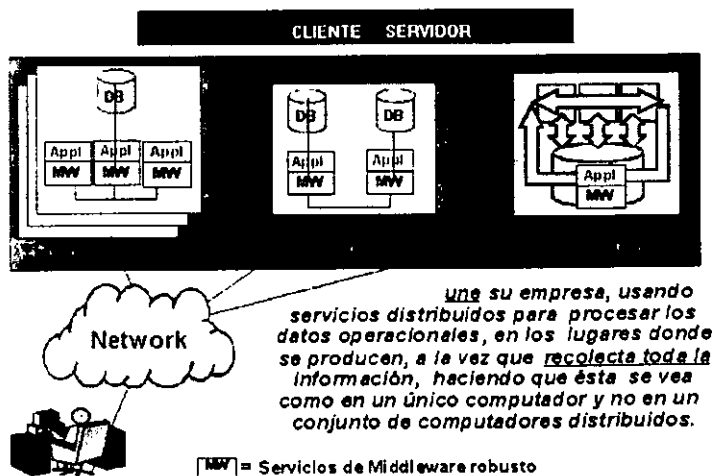 CLIENTE SERVIDOR
DB
Appl Appl Appl
MW MW MW
DB DB
Appl Appl
MW MW
Appl
MW
Network
une su empresa, usando
servicios distribuidos para procesar los
datos operacionales, en los lugares donde
se producen, a la vez que recolecta toda la
información, haciendo que ésta se vea
como en un único computador y no en un
conjunto de computadores distribuidos.
MW = Servicios de Middleware robusto